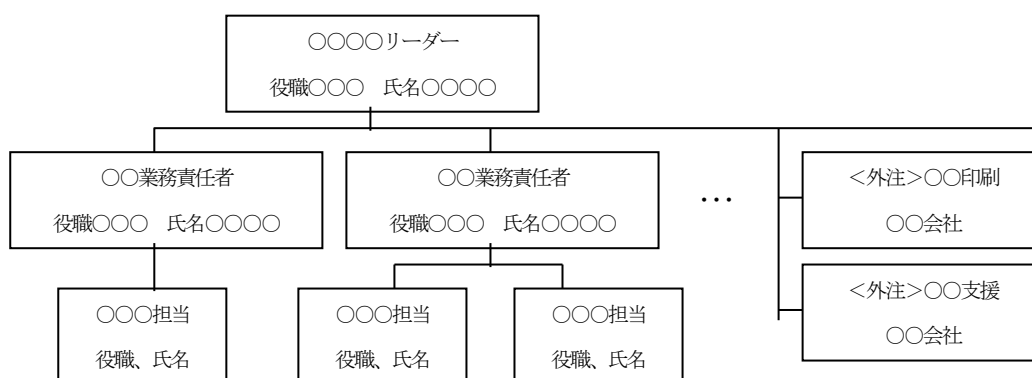 ○○○○リーダー
役職○○○　氏名○○○○
○○業務責任者
役職○○○　氏名○○○○
○○業務責任者
役職○○○　氏名○○○○
…
＜外注＞○○印刷
○○会社
○○○担当
役職、氏名
○○○担当
役職、氏名
○○○担当
役職、氏名
＜外注＞○○支援
○○会社